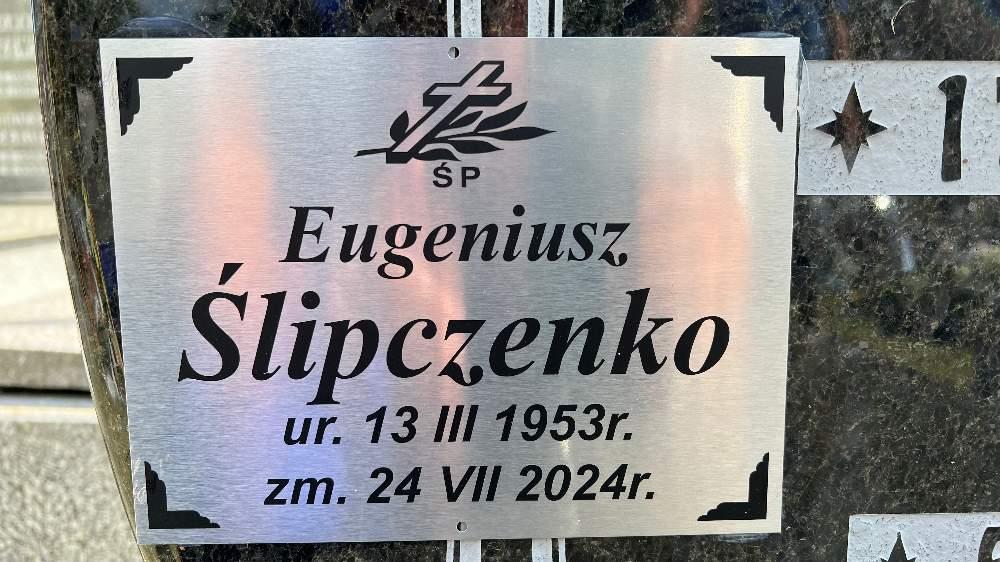 ŚP
Eugeniusz
Ślipczenko
ur. 13 III 1953r.
zm. 24 VII 2024r.